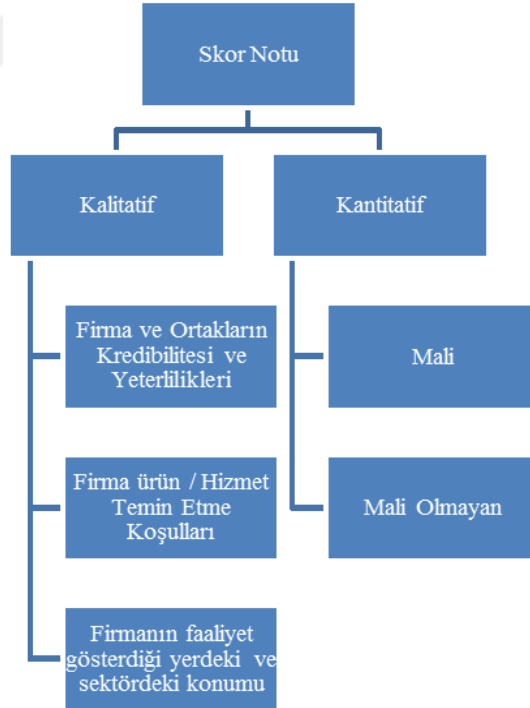 Skor Notu
Kalitatif
Kantitatif
Firma ve Ortakların
Kredibilitesi ve
Yeterlilikleri
Mali
Firma ürün / Hizmet
Temin Etme
Koşulları
Mali Olmayan
Firmanın faaliyet
gösterdiği yerdeki ve
sektördeki konumu